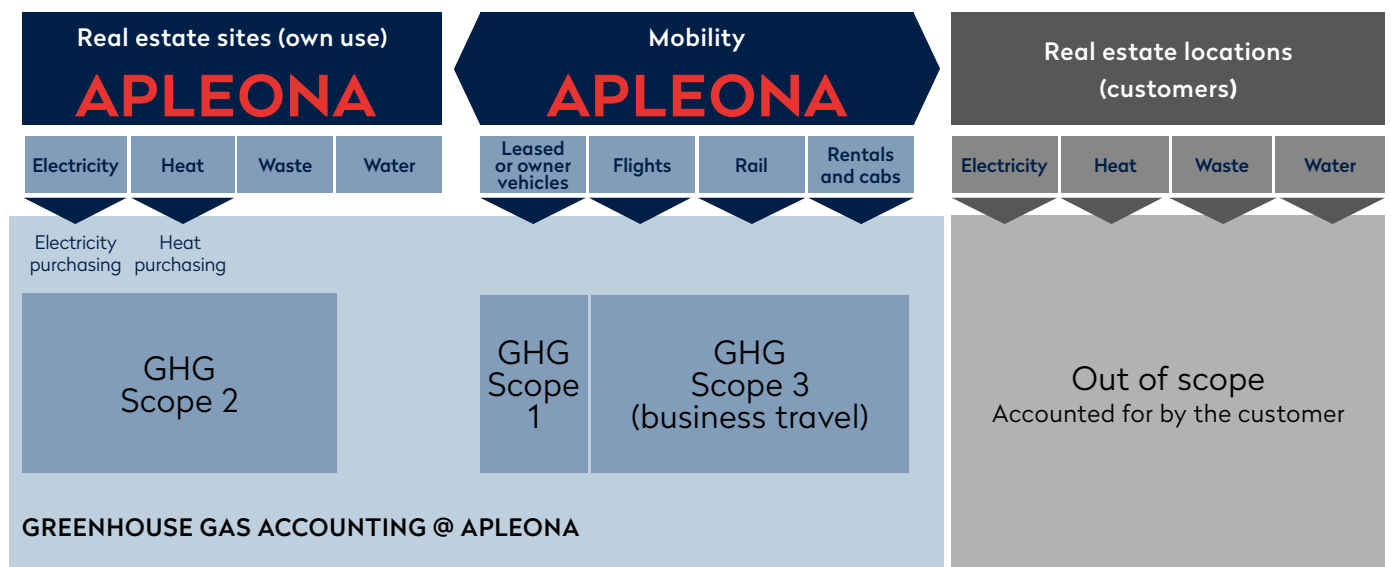 Real estate sites (own use)
APLEONA
Mobility
APLEONA
Real estate locations
(customers)
Electricity
Heat
Waste
Water
Leased
or owner
vehicles
Flights
Rail
Rentals
and cabs
Electricity
Heat
Waste
Water
Electricity
purchasing
Heat
purchasing
GHG
Scope 2
GHG
Scope
1
GHG
Scope 3
(business travel)
Out of scope
Accounted for by the customer
GREENHOUSE GAS ACCOUNTING @ APLEONA